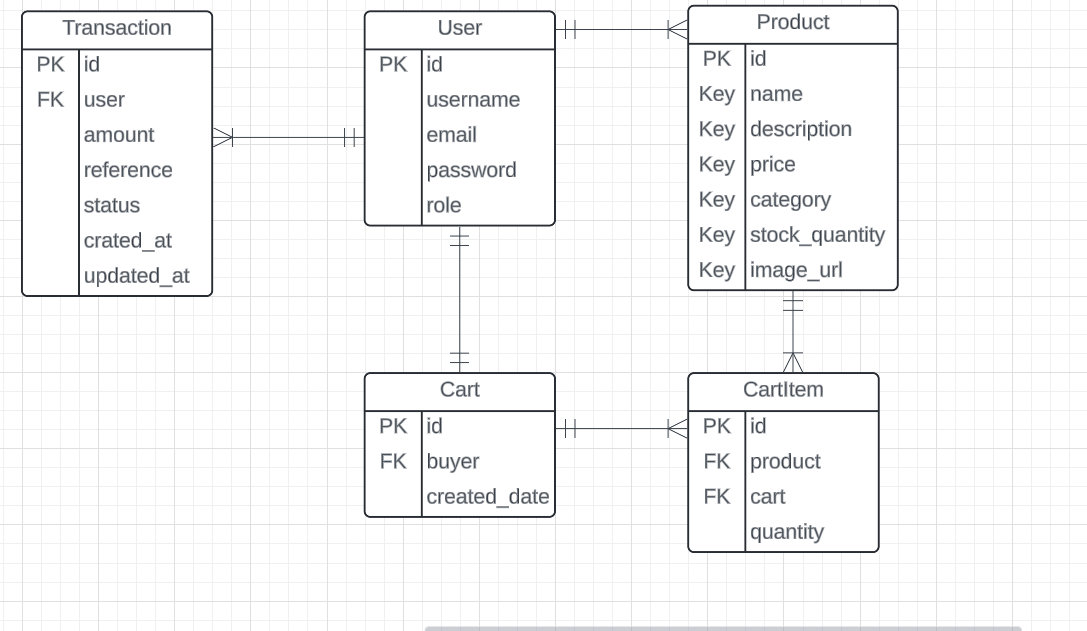 Transaction
PK id
FK user
amount
reference
status
crated_at
updated_at
User
PK id
username
email
password
role
Product
PK id
Key name
Key description
Key price
Key category
Key stock_quantity
Key image_url
Cart
PK id
FK buyer
created_date
CartItem
PK id
FK product
FK cart
quantity